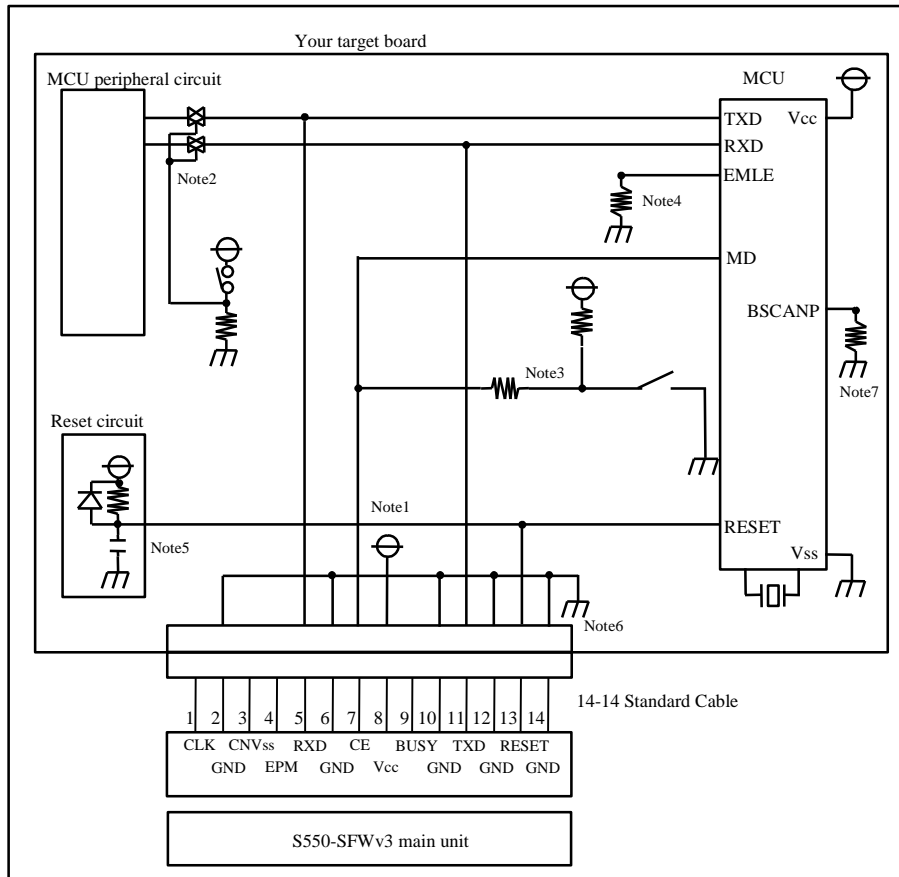 Your target board
MCU peripheral circuit
MCU
TXD
Vcc
RXD
Note2
EMLE
Note4
MD
BSCANP
Note3
Note7
Reset circuit
Note1
RESET
Note5
Vss
Note6
14-14 Standard Cable
1 2 3 4 5 6 7 8 9 10 11 12 13 14
CLK CNVss RXD CE BUSY TXD RESET
GND EPM GND Vcc GND GND GND
S550-SFWv3 main unit